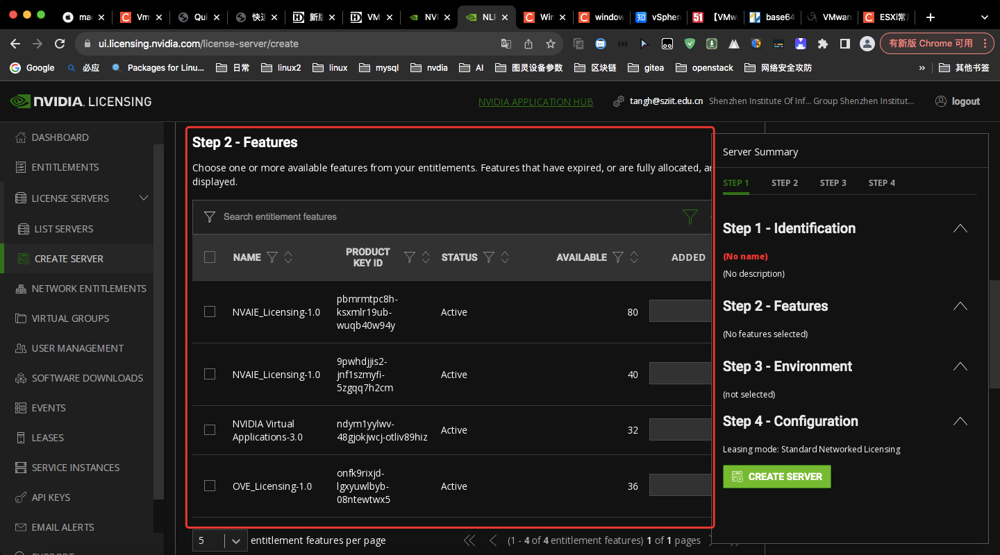 mac
Vmv
Qui
快速
新版
VM
NVI
NLP
Win
window
vSphere
【VMwa
base64
VMware
ESXi常
ui.licensing.nvidia.com/license-server/create
有新版 Chrome 可用
Google
必应
Packages for Linu...
日常
linux2
linux
mysql
nvdia
AI
图灵设备参数
区块链
gitea
openstack
网络安全攻防
»
其他书签
NVIDIA. LICENSING
NVIDIA APPLICATION HUB
tangh@sziit.edu.cn
Shenzhen Institute Of Inf... Group Shenzhen Institut...
logout
DASHBOARD
ENTITLEMENTS
LICENSE SERVERS
LIST SERVERS
CREATE SERVER
NETWORK ENTITLEMENTS
VIRTUAL GROUPS
USER MANAGEMENT
SOFTWARE DOWNLOADS
EVENTS
LEASES
SERVICE INSTANCES
API KEYS
EMAIL ALERTS
SUPPORT
Step 2 - Features
Choose one or more available features from your entitlements. Features that have expired, or are fully allocated, ar
displayed.
Search entitlement features
NAME
PRODUCT
KEY ID
STATUS
AVAILABLE
ADDED
NVAIE_Licensing-1.0
pbmrmtpc8h-
ksxmlr19ub-
wuqb40w94y
Active
80
NVAIE_Licensing-1.0
9pwhdjjis2-
jnf1szmyfi-
5zgqq7h2cm
Active
40
NVIDIA Virtual
Applications-3.0
ndym1yylwv-
48gjokjwcj-otliv89hiz
Active
32
OVE_Licensing-1.0
onfk9rixjd-
lgxyuwlbyb-
08ntewtwx5
Active
36
5
entitlement features per page
(1 - 4 of 4 entitlement features) 1 of 1 pages
Server Summary
STEP 1
STEP 2
STEP 3
STEP 4
Step 1 - Identification
(No name)
(No description)
Step 2 - Features
(No features selected)
Step 3 - Environment
(not selected)
Step 4 - Configuration
Leasing mode: Standard Networked Licensing
CREATE SERVER